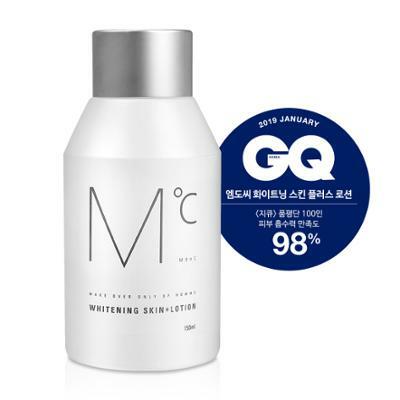 M°C
MAKE OVER ONLY BY HOMME
WHITENING SKIN+LOTION
150ml
2019 JANUARY
GQ
KOREA
엠도씨 화이트닝 스킨 플러스 로션
〈지큐〉 품평단 100인
피부 흡수력 만족도
98%